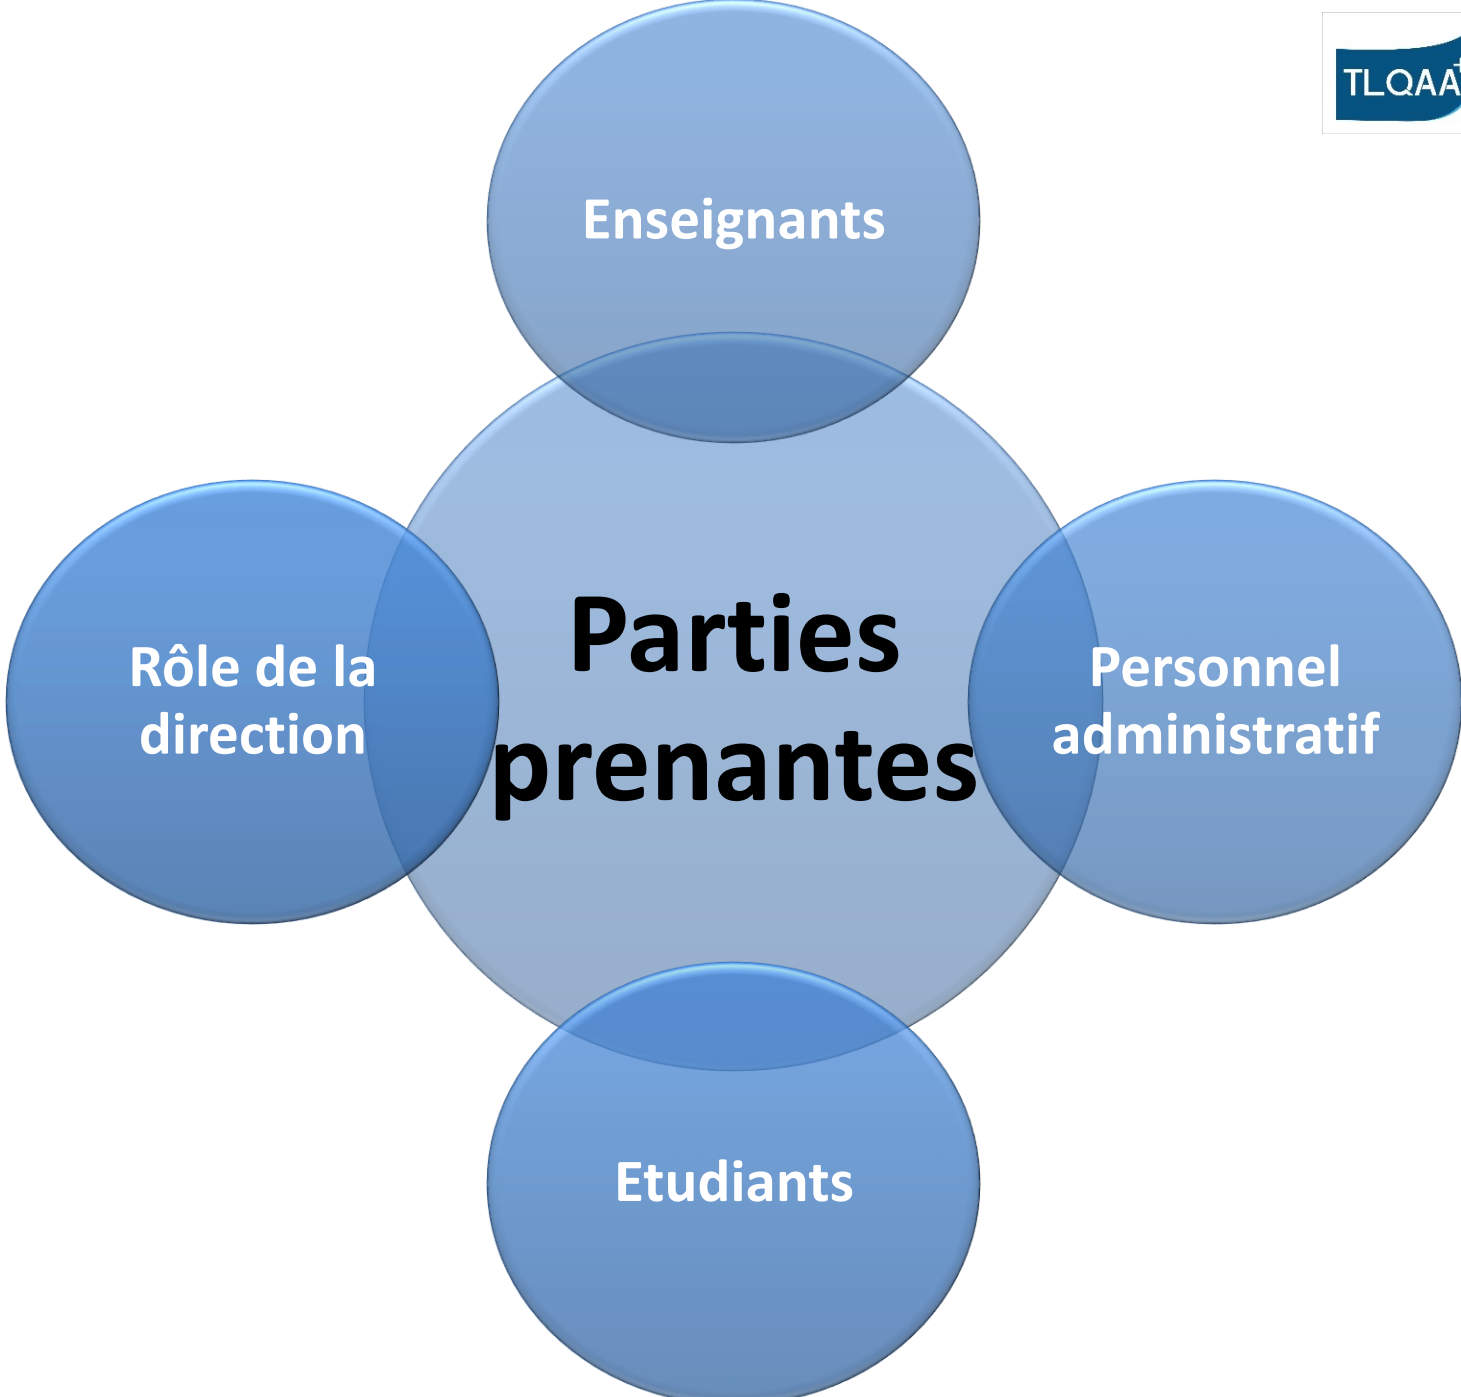 TLQAA+
Enseignants
Rôle de la
direction
Parties
prenantes
Personnel
administratif
Etudiants